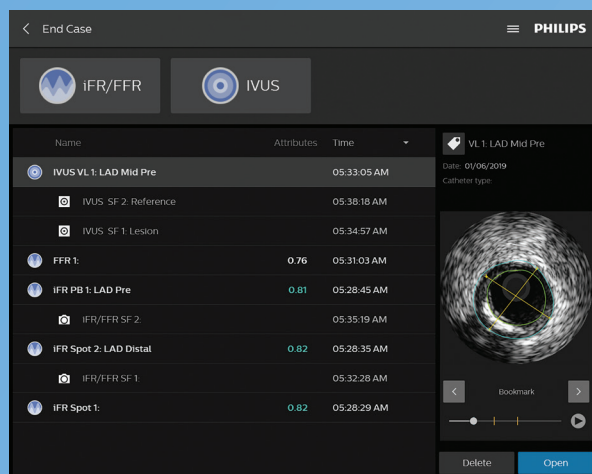 End Case
PHILIPS
iFR/FFR
IVUS
Name Attributes Time
IVUS VL 1: LAD Mid Pre 05:33:05 AM
IVUS SF 2: Reference 05:38:18 AM
IVUS SF 1: Lesion 05:34:57 AM
FFR 1: 0.76 05:31:03 AM
iFR PB 1: LAD Pre 0.81 05:28:45 AM
iFR/FFR SF 2: 05:35:19 AM
iFR Spot 2: LAD Distal 0.82 05:28:35 AM
iFR/FFR SF 1: 05:32:28 AM
iFR Spot 1: 0.82 05:28:29 AM
VL 1: LAD Mid Pre
Date: 01/06/2019
Catheter type:
Bookmark
Delete
Open